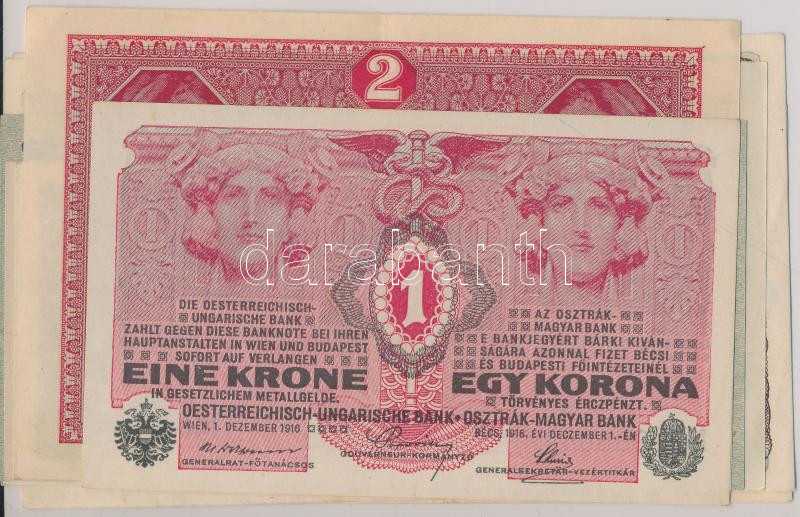 2
darabanth
1
DIE OESTERREICHISCH-
UNGARISCHE BANK
ZAHLT GEGEN DIESE BANKNOTE BEI IHREN
HAUPTANSTALTEN IN WIEN UND BUDAPEST
SOFORT AUF VERLANGEN
EINE KRONE
IN GESETZLICHEM METALLGELDE.
AZ OSZTRÁK-
MAGYAR BANK
E BANKJEGYÉRT BÁRKI KIVÁN-
SÁGÁRA AZONNAL FIZET BÉCSI
ÉS BUDAPESTI FŐINTÉZETEINÉL
EGY KORONA
TÖRVÉNYES ÉRCZPÉNZT.
OESTERREICHISCH-UNGARISCHE BANK • OSZTRÁK-MAGYAR BANK
WIEN, 1. DEZEMBER 1916
BÉCS, 1916. ÉVI DECZEMBER 1.-ÉN
GENERALRAT-FŐTANÁCSOS
GOUVERNEUR-KORMÁNYZÓ
GENERALSEKRETÄR-VEZÉRTITKÁR